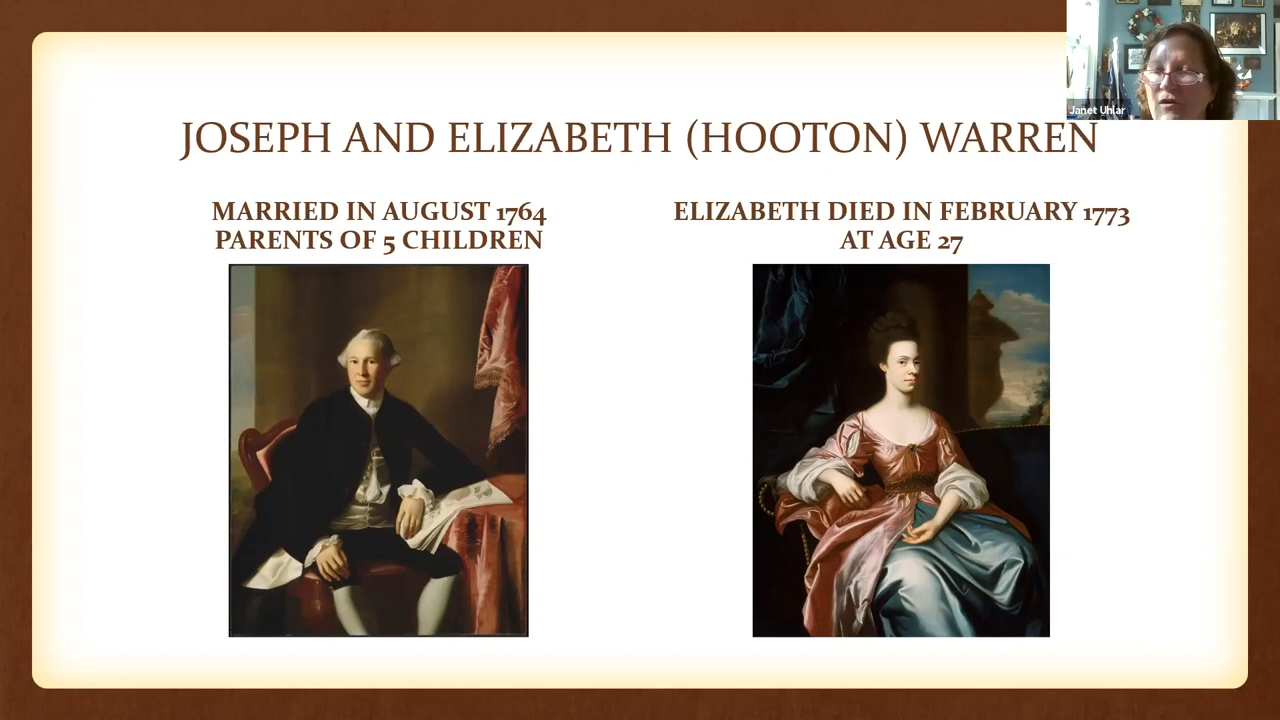 Janet Uhlar
JOSEPH AND ELIZABETH (HOOTON) WARREN
MARRIED IN AUGUST 1764
PARENTS OF 5 CHILDREN
ELIZABETH DIED IN FEBRUARY 1773
AT AGE 27